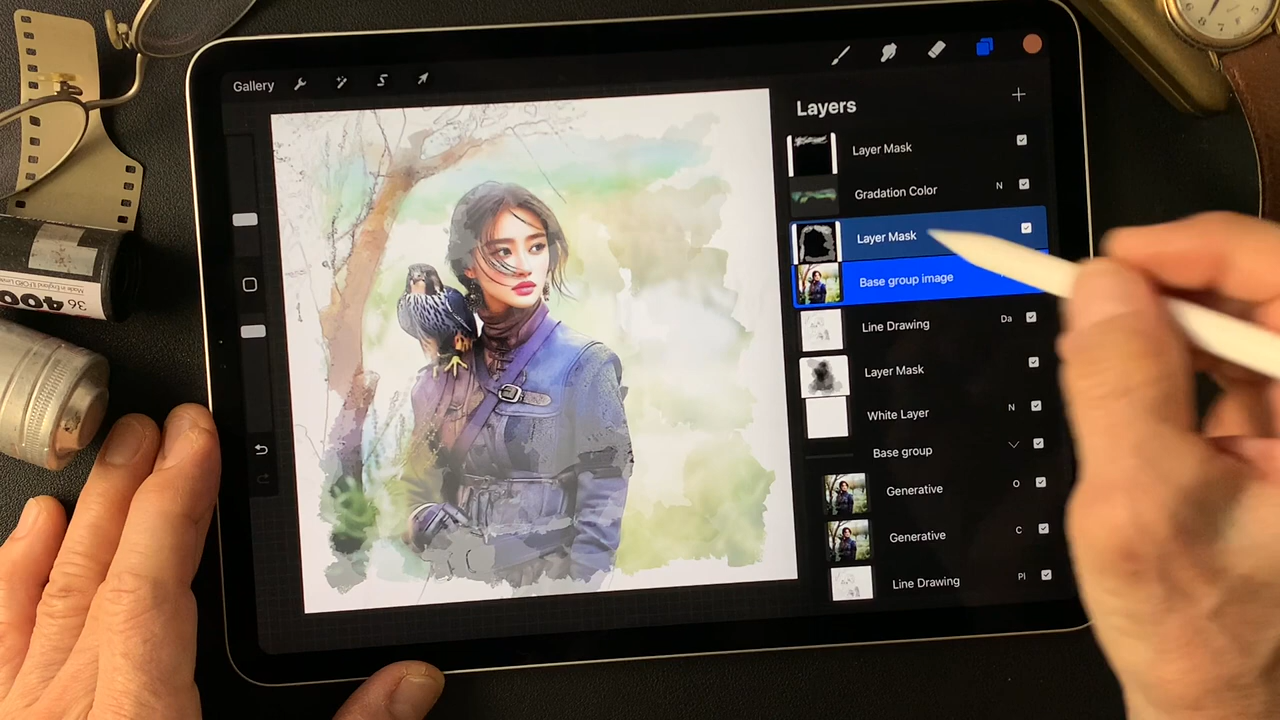 Gallery
Layers
Layer Mask
Gradation Color N
Layer Mask
Base group image
Line Drawing Da
Layer Mask
White Layer N
Base group
Generative O
Generative C
Line Drawing Pl
36 400